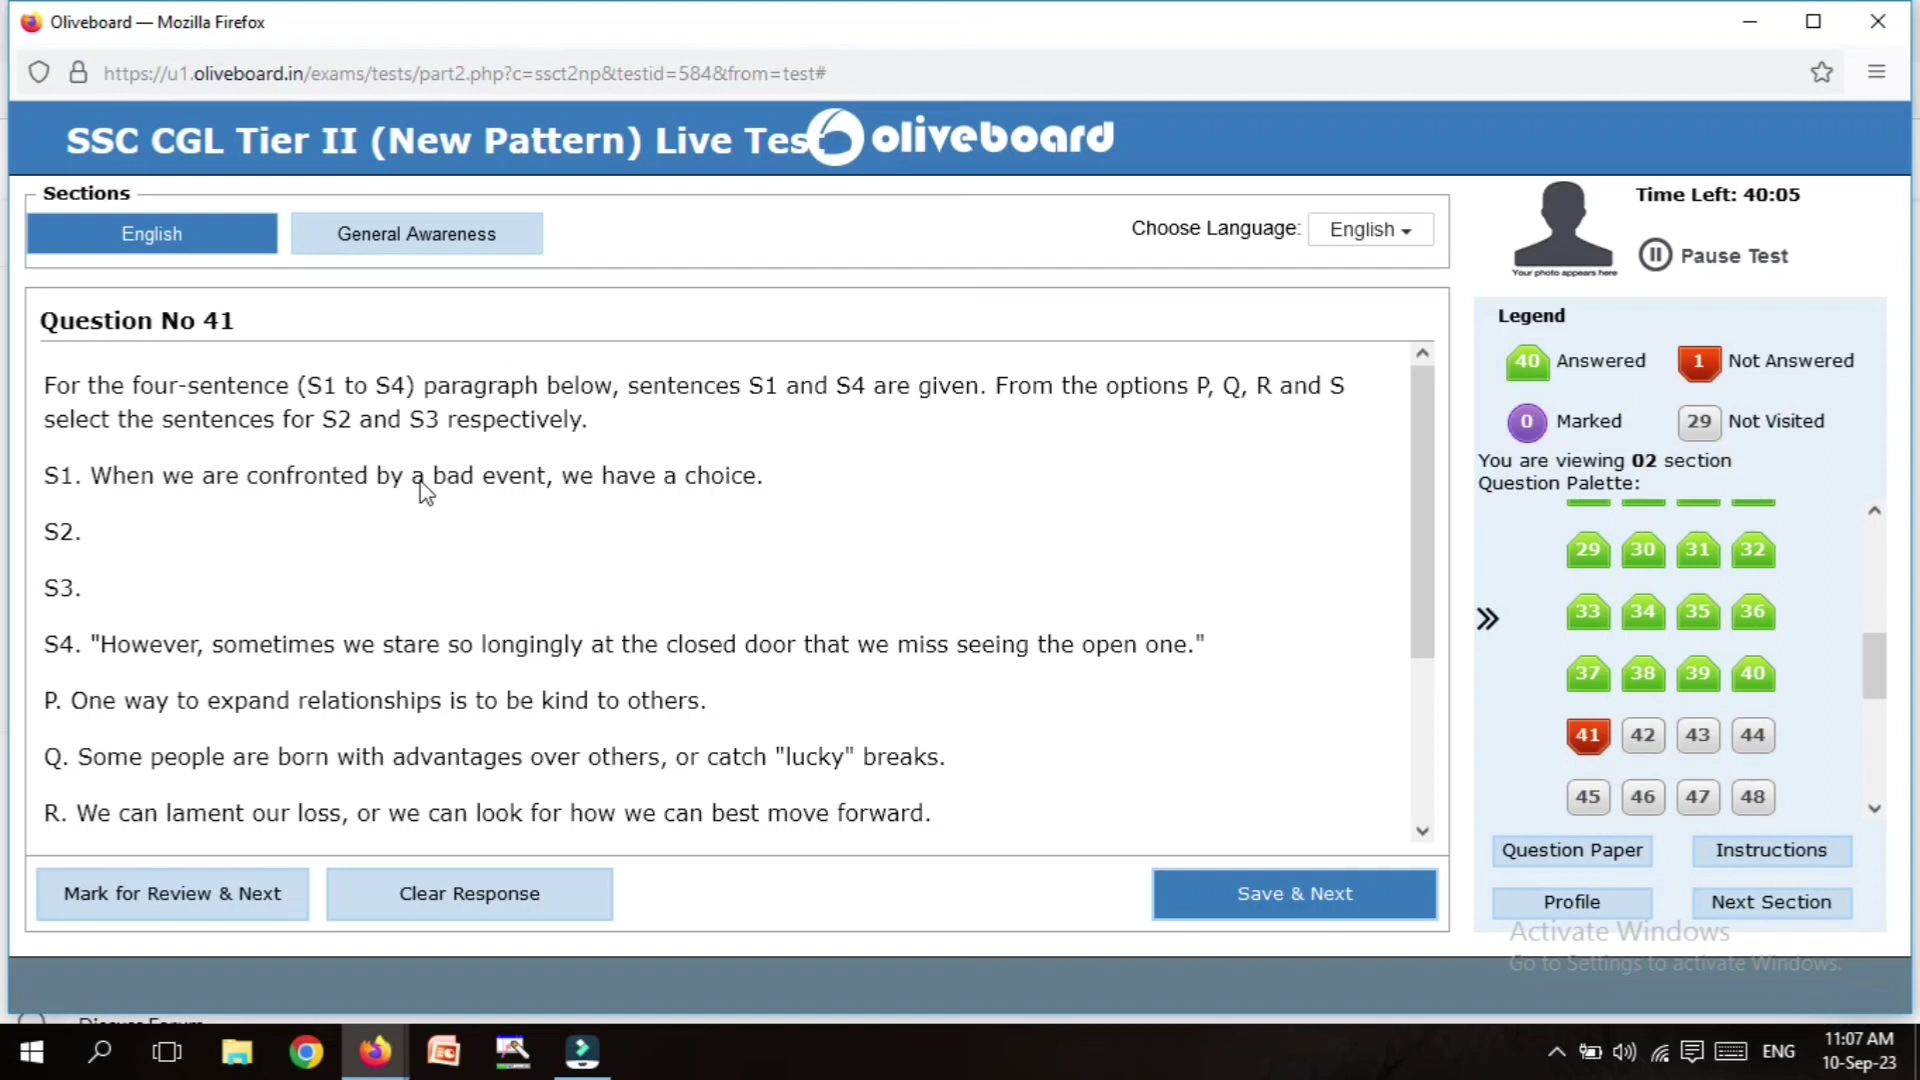 Oliveboard — Mozilla Firefox
https://u1.oliveboard.in/exams/tests/part2.php?c=ssct2np&testid=584&from=test#
SSC CGL Tier II (New Pattern) Live Tes
oliveboard
Sections
English
General Awareness
Choose Language:
English
Your photo appears here
Time Left: 40:05
Pause Test
Question No 41
For the four-sentence (S1 to S4) paragraph below, sentences S1 and S4 are given. From the options P, Q, R and S
select the sentences for S2 and S3 respectively.
S1. When we are confronted by a bad event, we have a choice.
S2.
S3.
S4. "However, sometimes we stare so longingly at the closed door that we miss seeing the open one."
P. One way to expand relationships is to be kind to others.
Q. Some people are born with advantages over others, or catch "lucky" breaks.
R. We can lament our loss, or we can look for how we can best move forward.
Mark for Review & Next
Clear Response
Save & Next
Legend
40 Answered
1 Not Answered
0 Marked
29 Not Visited
You are viewing 02 section
Question Palette:
29 30 31 32
33 34 35 36
37 38 39 40
41 42 43 44
45 46 47 48
Question Paper
Instructions
Profile
Next Section
Activate Windows
Go to Settings to activate Windows.
Discuss Forum
ENG
11:07 AM
10-Sep-23